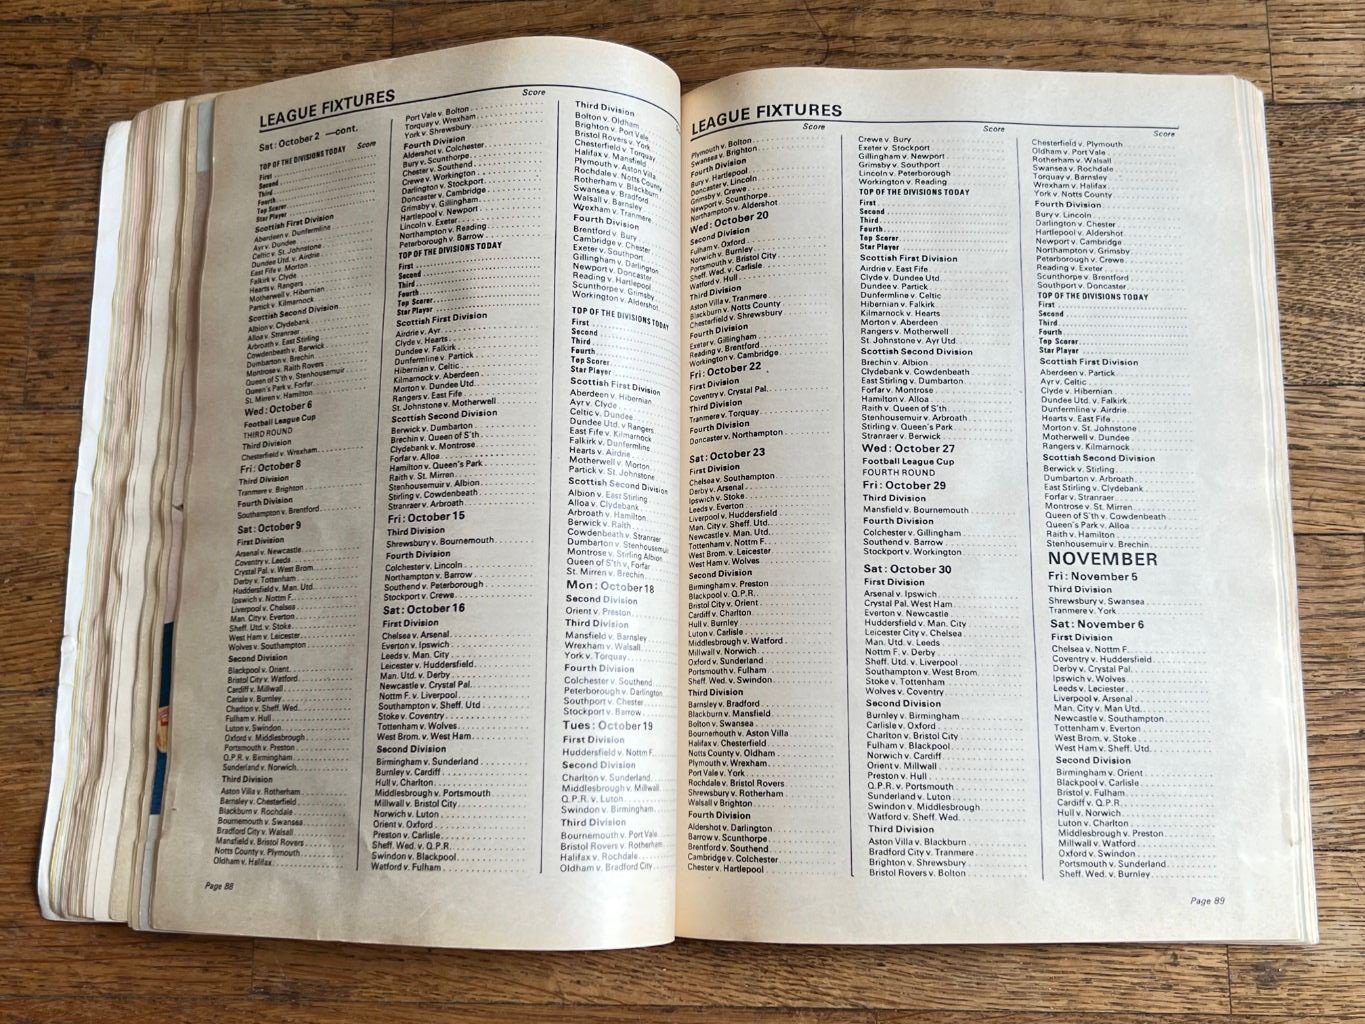 LEAGUE FIXTURES
Score
Sat: October 2 —cont.
Score
TOP OF THE DIVISIONS TODAY
First
Second
Third
Fourth
Top Scorer
Star Player
Scottish First Division
Aberdeen v. Dunfermline
Ayr v. Dundee
Celtic v. St. Johnstone
Dundee Utd v. Airdrie
East Fife v. Morton
Falkirk v. Clyde
Hearts v. Rangers
Motherwell v. Hibernian
Partick v. Kilmarnock
Scottish Second Division
Albion v. Clydebank
Alloa v. Stranraer
Arbroath v. East Stirling
Cowdenbeath v. Berwick
Dumbarton v. Brechin
Montrose v. Raith Rovers
Queen of S'th v. Stenhousemuir
Queen's Park v. Forfar
St. Mirren v. Hamilton
Wed: October 6
Football League Cup
THIRD ROUND
Third Division
Chesterfield v. Wrexham
Fri: October 8
Third Division
Tranmere v. Brighton
Fourth Division
Southport v. Brentford
Sat: October 9
First Division
Arsenal v. Newcastle
Coventry v. Leeds
Crystal Pal. v. West Brom
Derby v. Tottenham
Huddersfield v. Man. Utd
Ipswich v. Nottm F.
Liverpool v. Chelsea
Man. City v. Everton
Sheff. Utd. v. Stoke
West Ham v. Leicester
Wolves v. Southampton
Second Division
Blackpool v. Orient
Bristol City v. Watford
Cardiff v. Millwall
Carlisle v. Burnley
Charlton v. Sheff. Wed.
Fulham v. Hull
Luton v. Swindon
Oxford v. Middlesbrough
Portsmouth v. Preston
Q.P.R. v. Birmingham
Sunderland v. Norwich
Third Division
Aston Villa v. Rotherham
Barnsley v. Chesterfield
Blackburn v. Rochdale
Bournemouth v. Swansea
Bradford City v. Walsall
Mansfield v. Bristol Rovers
Notts County v. Plymouth
Oldham v. Halifax
Port Vale v. Bolton
Torquay v. Wrexham
York v. Shrewsbury
Fourth Division
Aldershot v. Colchester
Bury v. Scunthorpe
Chester v. Southend
Crewe v. Workington
Darlington v. Stockport
Doncaster v. Cambridge
Grimsby v. Gillingham
Hartlepool v. Newport
Lincoln v. Exeter
Northampton v. Reading
Peterborough v. Barrow
TOP OF THE DIVISIONS TODAY
First
Second
Third
Fourth
Top Scorer
Star Player
Scottish First Division
Airdrie v. Ayr
Clyde v. Hearts
Dundee v. Falkirk
Dunfermline v. Partick
Hibernian v. Celtic
Kilmarnock v. Aberdeen
Morton v. Dundee Utd
Rangers v. East Fife
St. Johnstone v. Motherwell
Scottish Second Division
Berwick v. Dumbarton
Brechin v. Queen of S'th
Clydebank v. Montrose
Forfar v. Alloa
Hamilton v. Queen's Park
Raith v. St. Mirren
Stenhousemuir v. Albion
Stirling v. Cowdenbeath
Stranraer v. Arbroath
Fri: October 15
Third Division
Shrewsbury v. Bournemouth
Fourth Division
Colchester v. Lincoln
Northampton v. Barrow
Southend v. Peterborough
Stockport v. Crewe
Sat: October 16
First Division
Chelsea v. Arsenal
Everton v. Ipswich
Leeds v. Man. City
Leicester v. Huddersfield
Man. Utd. v. Derby
Newcastle v. Crystal Pal.
Nottm F. v. Liverpool
Southampton v. Sheff. Utd
Stoke v. Coventry
Tottenham v. Wolves
West Brom. v. West Ham
Second Division
Birmingham v. Sunderland
Burnley v. Cardiff
Hull v. Charlton
Middlesbrough v. Portsmouth
Millwall v. Bristol City
Norwich v. Luton
Orient v. Oxford
Preston v. Carlisle
Sheff. Wed. v. Q.P.R.
Swindon v. Blackpool
Watford v. Fulham
Third Division
Bolton v. Oldham
Brighton v. Port Vale
Bristol Rovers v. York
Chesterfield v. Torquay
Halifax v. Mansfield
Plymouth v. Aston Villa
Rochdale v. Notts County
Rotherham v. Blackburn
Swansea v. Bradford
Walsall v. Barnsley
Wrexham v. Tranmere
Fourth Division
Brentford v. Bury
Cambridge v. Chester
Exeter v. Southport
Gillingham v. Darlington
Newport v. Doncaster
Reading v. Hartlepool
Scunthorpe v. Grimsby
Workington v. Aldershot
TOP OF THE DIVISIONS TODAY
First
Second
Third
Fourth
Top Scorer
Star Player
Scottish First Division
Aberdeen v. Hibernian
Ayr v. Clyde
Celtic v. Dundee
Dundee Utd v. Rangers
East Fife v. Kilmarnock
Falkirk v. Dunfermline
Hearts v. Airdrie
Motherwell v. Morton
Partick v. St. Johnstone
Scottish Second Division
Albion v. East Stirling
Alloa v. Clydebank
Arbroath v. Hamilton
Berwick v. Raith
Cowdenbeath v. Stranraer
Dumbarton v. Stenhousemuir
Montrose v. Stirling Albion
Queen of S'th v. Forfar
St. Mirren v. Brechin
Mon: October 18
Second Division
Orient v. Preston
Third Division
Mansfield v. Barnsley
Wrexham v. Walsall
York v. Torquay
Fourth Division
Colchester v. Southend
Peterborough v. Darlington
Southport v. Chester
Stockport v. Barrow
Tues: October 19
First Division
Huddersfield v. Nottm F.
Second Division
Charlton v. Sunderland
Middlesbrough v. Millwall
Q.P.R. v. Luton
Swindon v. Birmingham
Third Division
Bournemouth v. Port Vale
Bristol Rovers v. Rotherham
Halifax v. Rochdale
Oldham v. Bradford City
Page 88
LEAGUE FIXTURES
Score
Score
Score
Plymouth v. Bolton
Swansea v. Brighton
Fourth Division
Bury v. Hartlepool
Doncaster v. Lincoln
Grimsby v. Crewe
Newport v. Scunthorpe
Northampton v. Aldershot
Wed: October 20
Second Division
Fulham v. Oxford
Norwich v. Burnley
Portsmouth v. Bristol City
Sheff. Wed. v. Carlisle
Watford v. Hull
Third Division
Aston Villa v. Tranmere
Blackburn v. Notts County
Chesterfield v. Shrewsbury
Fourth Division
Exeter v. Gillingham
Reading v. Brentford
Workington v. Cambridge
Fri: October 22
First Division
Coventry v. Crystal Pal.
Third Division
Tranmere v. Torquay
Fourth Division
Doncaster v. Northampton
Sat: October 23
First Division
Chelsea v. Southampton
Derby v. Arsenal
Ipswich v. Stoke
Leeds v. Everton
Liverpool v. Huddersfield
Man. City v. Sheff. Utd.
Newcastle v. Man. Utd.
Tottenham v. Nottm F.
West Brom. v. Leicester
West Ham v. Wolves
Second Division
Birmingham v. Preston
Blackpool v. Q.P.R.
Bristol City v. Orient
Cardiff v. Charlton
Hull v. Burnley
Luton v. Carlisle
Middlesbrough v. Watford
Millwall v. Norwich
Oxford v. Sunderland
Portsmouth v. Fulham
Sheff. Wed. v. Swindon
Third Division
Barnsley v. Bradford
Blackburn v. Mansfield
Bolton v. Swansea
Bournemouth v. Aston Villa
Halifax v. Chesterfield
Notts County v. Oldham
Plymouth v. Wrexham
Port Vale v. York
Rochdale v. Bristol Rovers
Shrewsbury v. Rotherham
Walsall v Brighton
Fourth Division
Aldershot v. Darlington
Barrow v. Scunthorpe
Brentford v. Southend
Cambridge v. Colchester
Chester v. Hartlepool
Crewe v. Bury
Exeter v. Stockport
Gillingham v. Newport
Grimsby v. Southport
Lincoln v. Peterborough
Workington v. Reading
TOP OF THE DIVISIONS TODAY
First
Second
Third
Fourth
Top Scorer
Star Player
Scottish First Division
Airdrie v. East Fife
Clyde v. Dundee Utd
Dundee v. Partick
Dunfermline v. Celtic
Hibernian v. Falkirk
Kilmarnock v. Hearts
Morton v. Aberdeen
Rangers v. Motherwell
St. Johnstone v. Ayr Utd
Scottish Second Division
Brechin v. Albion
Clydebank v. Cowdenbeath
East Stirling v. Dumbarton
Forfar v. Montrose
Hamilton v. Alloa
Raith v. Queen of S'th
Stenhousemuir v. Arbroath
Stirling v. Queen's Park
Stranraer v. Berwick
Wed: October 27
Football League Cup
FOURTH ROUND
Fri: October 29
Third Division
Mansfield v. Bournemouth
Fourth Division
Colchester v. Gillingham
Southend v. Barrow
Stockport v. Workington
Sat: October 30
First Division
Arsenal v. Ipswich
Crystal Pal. West Ham
Everton v. Newcastle
Huddersfield v. Man. City
Leicester City v. Chelsea
Man. Utd. v. Leeds
Nottm F. v. Derby
Sheff. Utd. v. Liverpool
Southampton v. West Brom.
Stoke v. Tottenham
Wolves v. Coventry
Second Division
Burnley v. Birmingham
Carlisle v. Oxford
Charlton v. Bristol City
Fulham v. Blackpool
Norwich v. Cardiff
Orient v. Millwall
Preston v. Hull
Q.P.R. v. Portsmouth
Sunderland v. Luton
Swindon v. Middlesbrough
Watford v. Sheff. Wed.
Third Division
Aston Villa v. Blackburn
Bradford City v. Tranmere
Brighton v. Shrewsbury
Bristol Rovers v. Bolton
Chesterfield v. Plymouth
Oldham v. Port Vale
Rotherham v. Walsall
Swansea v. Rochdale
Torquay v. Barnsley
Wrexham v. Halifax
York v. Notts County
Fourth Division
Bury v. Lincoln
Darlington v. Chester
Hartlepool v. Aldershot
Newport v. Cambridge
Northampton v. Grimsby
Peterborough v. Crewe
Reading v. Exeter
Scunthorpe v. Brentford
Southport v. Doncaster
TOP OF THE DIVISIONS TODAY
First
Second
Third
Fourth
Top Scorer
Star Player
Scottish First Division
Aberdeen v. Partick
Ayr v. Celtic
Clyde v. Hibernian
Dundee Utd v. Falkirk
Dunfermline v. Airdrie
Hearts v. East Fife
Morton v. St. Johnstone
Motherwell v. Dundee
Rangers v. Kilmarnock
Scottish Second Division
Berwick v. Stirling
Dumbarton v. Arbroath
East Stirling v. Clydebank
Forfar v. Stranraer
Montrose v. St. Mirren
Queen of S'th v. Cowdenbeath
Queen's Park v. Alloa
Raith v. Hamilton
Stenhousemuir v. Brechin
NOVEMBER
Fri: November 5
Third Division
Shrewsbury v. Swansea
Tranmere v. York
Sat: November 6
First Division
Chelsea v. Nottm F.
Coventry v. Huddersfield
Derby v. Crystal Pal.
Ipswich v. Wolves
Leeds v. Leciester
Liverpool v. Arsenal
Man. City v. Man Utd
Newcastle v. Southampton
Tottenham v. Everton
West Brom. v. Stoke
West Ham v. Sheff. Utd.
Second Division
Birmingham v. Orient
Blackpool v. Carlisle
Bristol v. Fulham
Cardiff v. Q.P.R.
Hull v. Norwich
Luton v. Charlton
Middlesbrough v. Preston
Millwall v. Watford
Oxford v. Swindon
Portsmouth v. Sunderland
Sheff. Wed. v. Burnley
Page 89